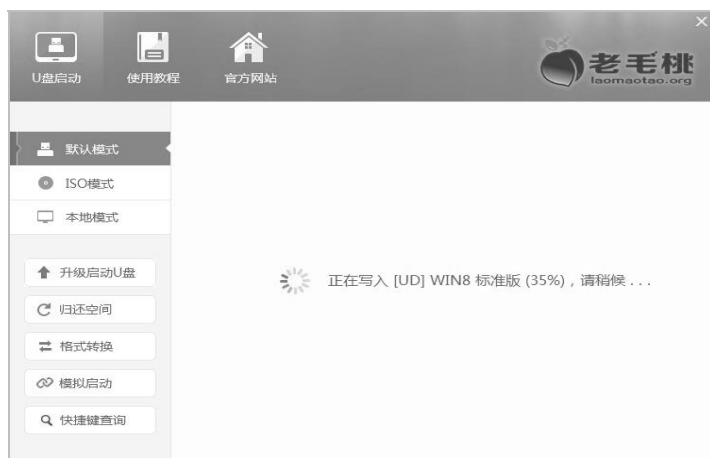 U盘启动
使用教程
官方网站
老毛桃
laomaotao.org
默认模式
ISO模式
本地模式
升级启动U盘
归还空间
格式转换
模拟启动
快捷键查询
正在写入 [UD] WIN8 标准版 (35%) , 请稍候 . . .